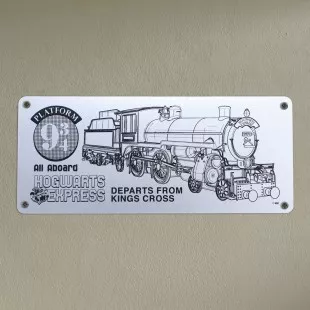 PLATFORM
9¾
All Aboard
HOGWARTS
EXPRESS
DEPARTS FROM
KINGS CROSS